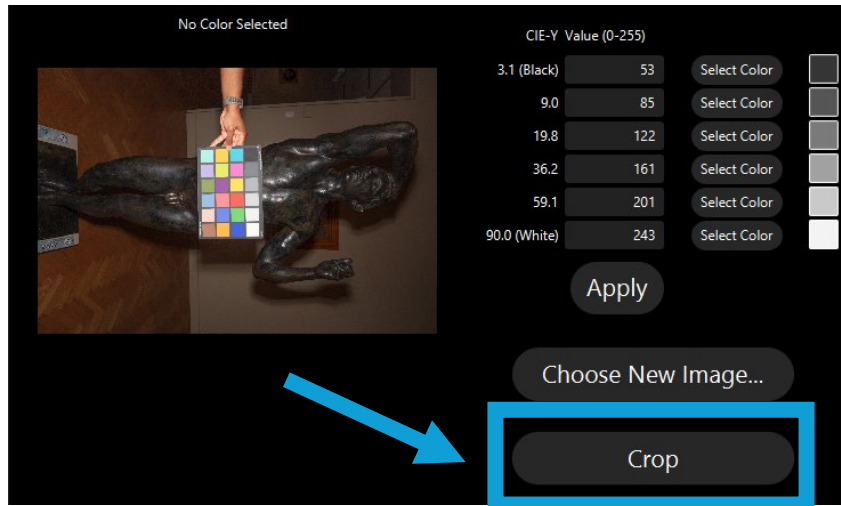 No Color Selected
CIE-Y Value (0-255)
3.1 (Black) 53 Select Color
9.0 85 Select Color
19.8 122 Select Color
36.2 161 Select Color
59.1 201 Select Color
90.0 (White) 243 Select Color
Apply
Choose New Image...
Crop